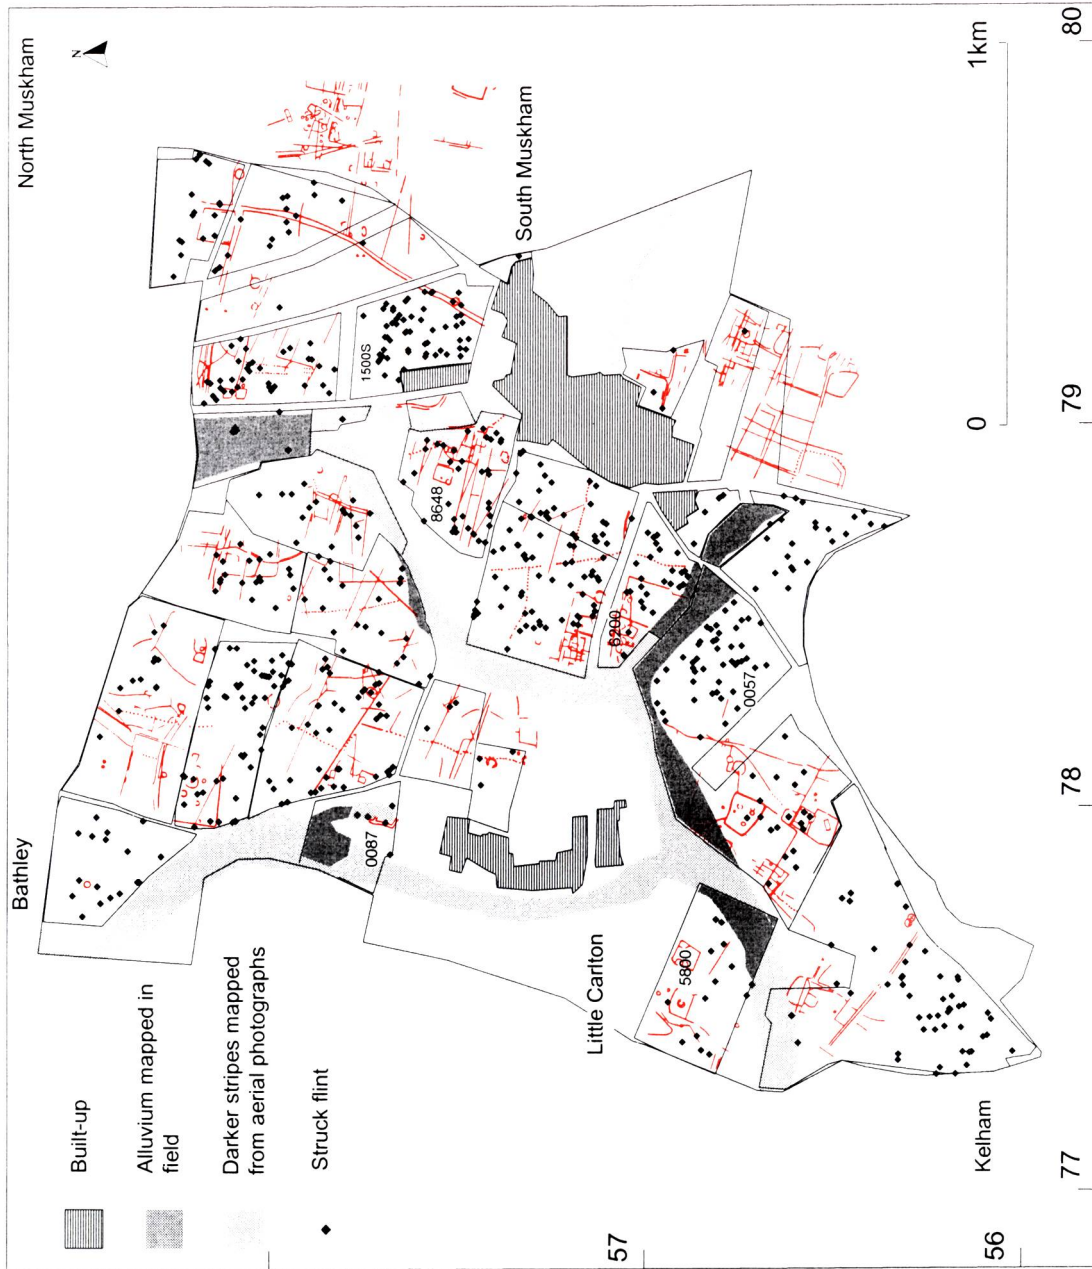 North Muskham
N
Bathley
Built-up
Alluvium mapped in
field
Darker stripes mapped
from aerial photographs
Struck flint
1500S
8648
South Muskham
6200
0087
0057
5800
Little Carlton
Kelham
0
1km
57
56
77
78
79
80